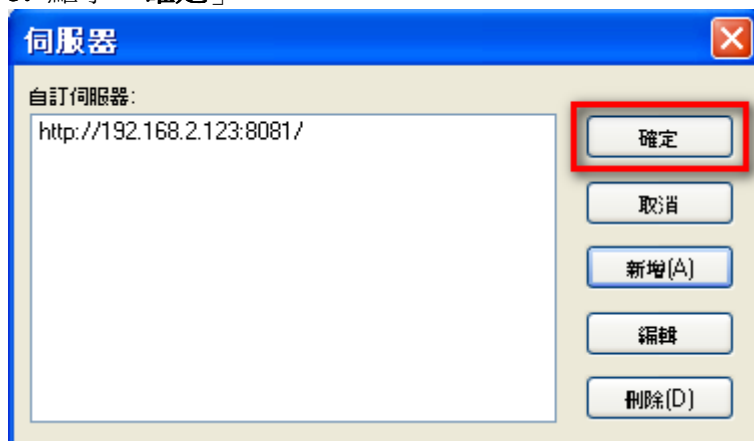 伺服器
自訂伺服器:
http://192.168.2.123:8081/
確定
取消
新增(A)
編輯
刪除(D)